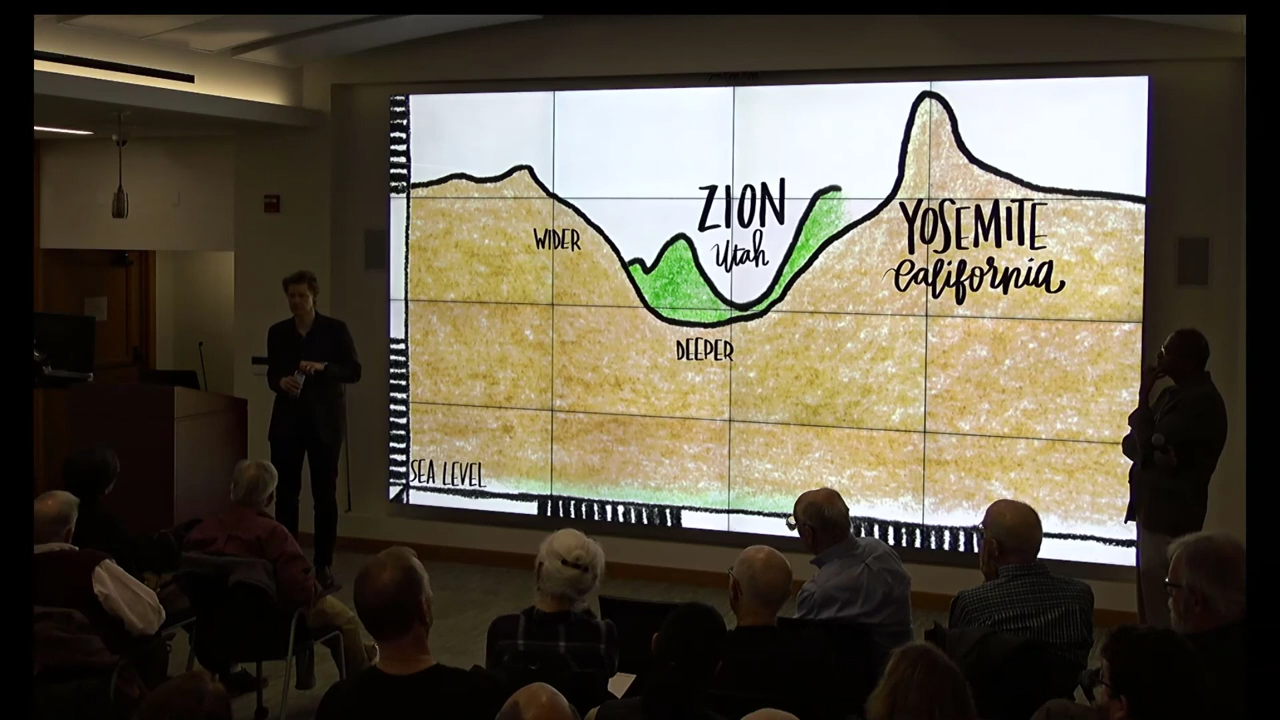 ZION
Utah
WIDER
YOSEMITE
California
DEEPER
SEA LEVEL